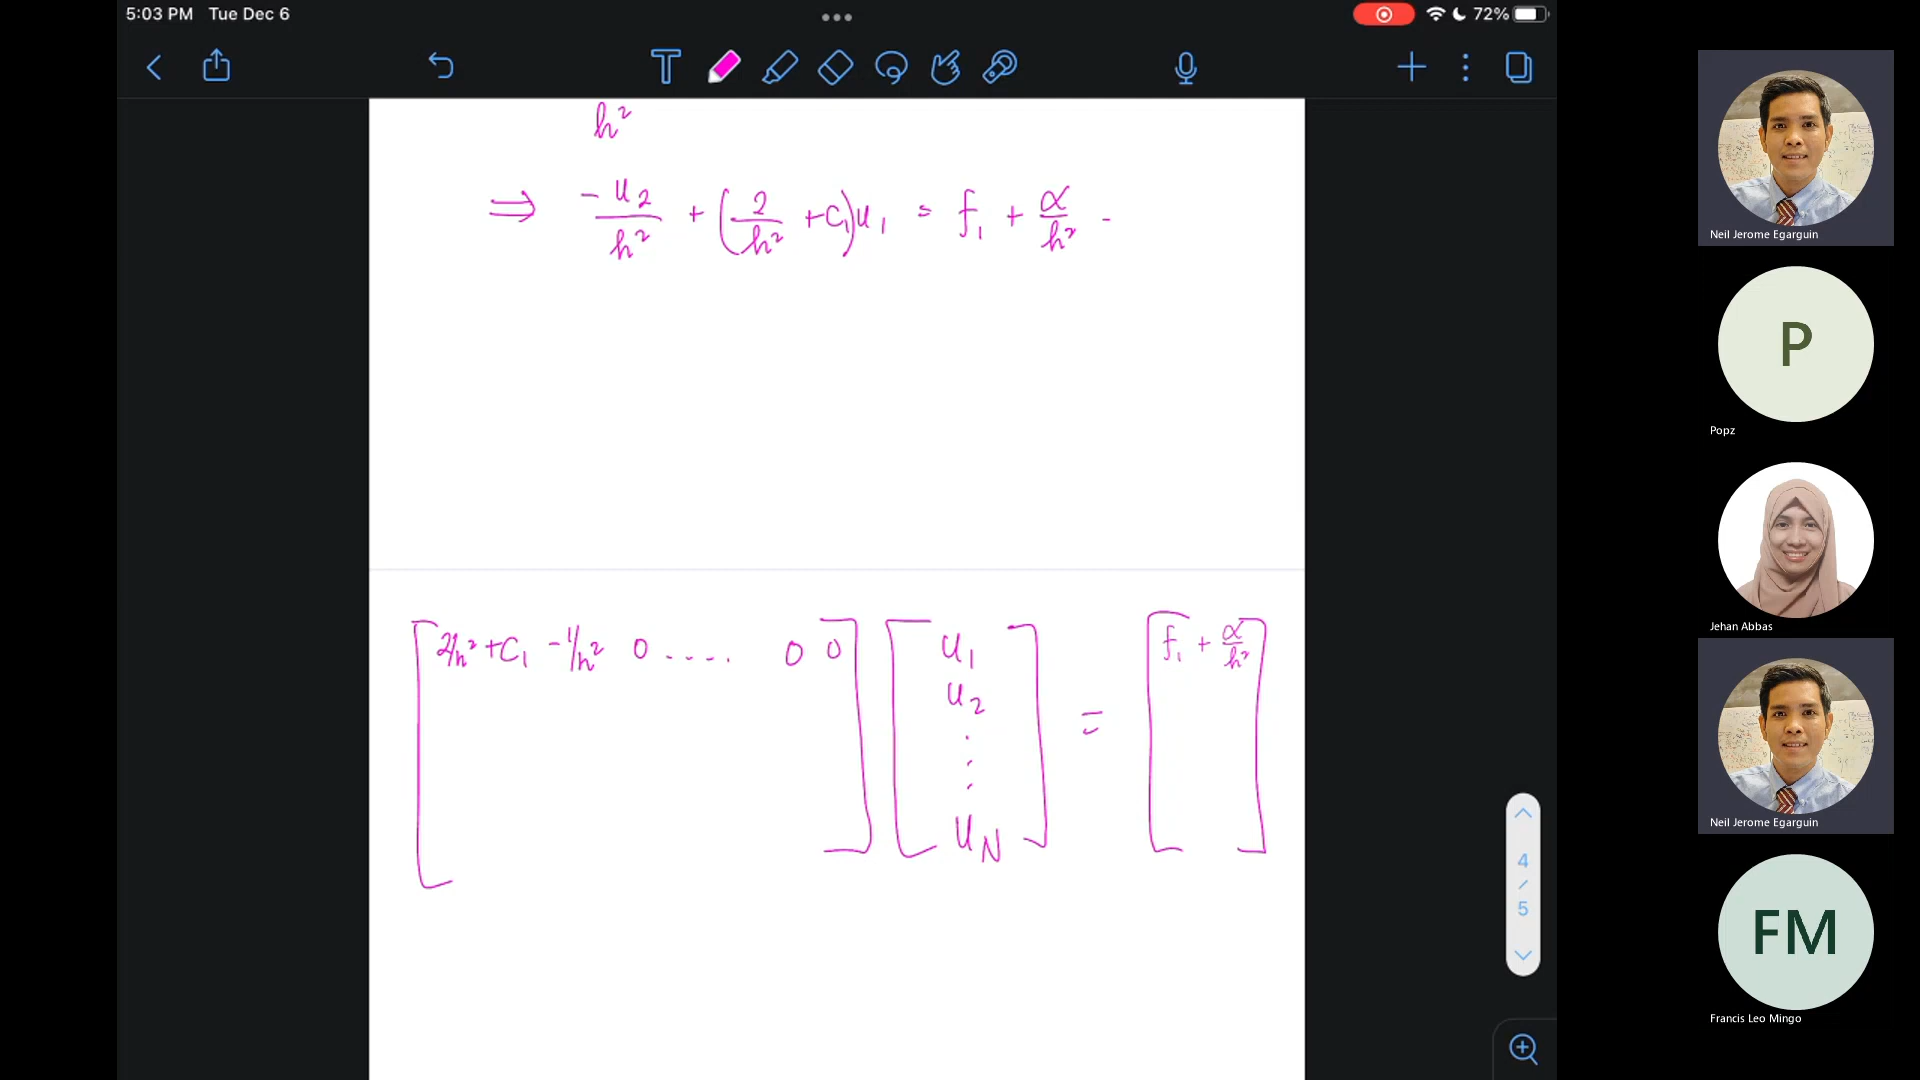 5:03 PM Tue Dec 6
72%
h²
⇒ -u₂/h² + (2/h² + C₁)u₁ = f₁ + α/h² -
[2/h² + C₁ -1/h² 0 .... 0 0] [u₁ = [f₁ + α/h²]
u₂
⋮
u_N]
4
/
5
Neil Jerome Egarguin
P
Popz
Jehan Abbas
Neil Jerome Egarguin
FM
Francis Leo Mingo